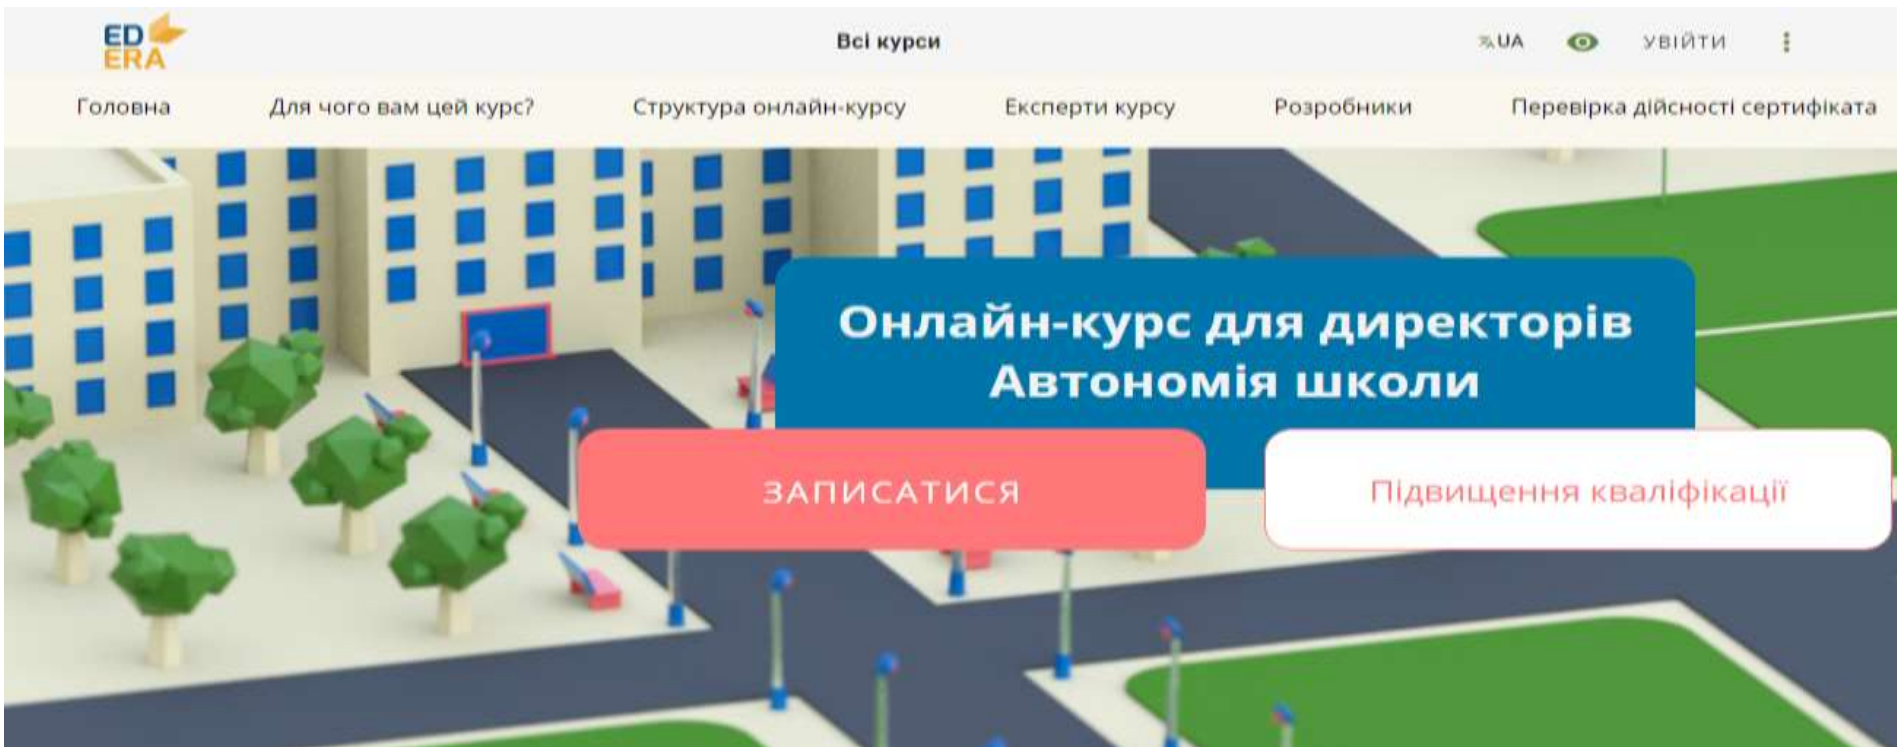 ED
ERA
Всі курси
UA
УВІЙТИ
Головна
Для чого вам цей курс?
Структура онлайн-курсу
Експерти курсу
Розробники
Перевірка дійсності сертифіката
Онлайн-курс для директорів
Автономія школи
ЗАПИСАТИСЯ
Підвищення кваліфікації